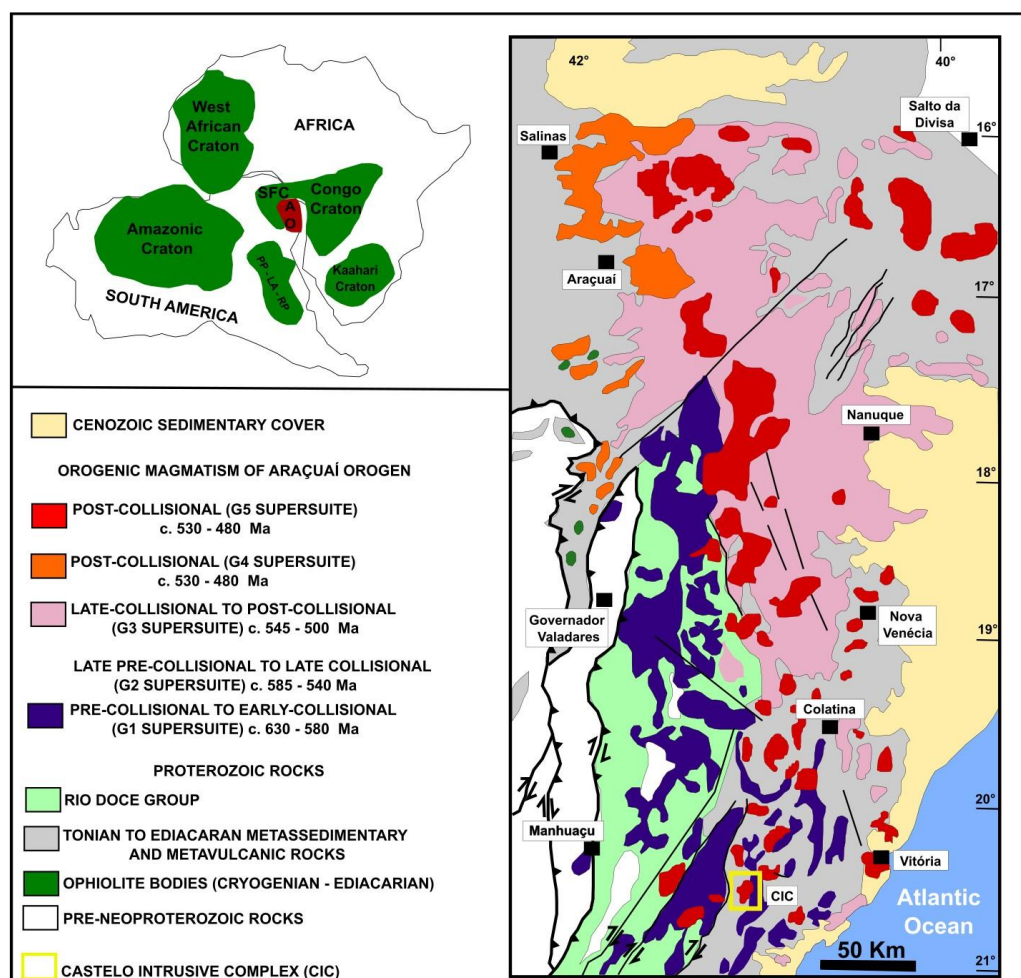 West
African
Craton
AFRICA
SFC
Congo
Craton
A
O
Amazonic
Craton
PP - LA - RP
Kaahari
Craton
SOUTH AMERICA
CENOZOIC SEDIMENTARY COVER
OROGENIC MAGMATISM OF ARAÇUAÍ OROGEN
POST-COLLISIONAL (G5 SUPERSUITE)
c. 530 - 480 Ma
POST-COLLISIONAL (G4 SUPERSUITE)
c. 530 - 480 Ma
LATE-COLLISIONAL TO POST-COLLISIONAL
(G3 SUPERSUITE) c. 545 - 500 Ma
LATE PRE-COLLISIONAL TO LATE COLLISIONAL
(G2 SUPERSUITE) c. 585 - 540 Ma
PRE-COLLISIONAL TO EARLY-COLLISIONAL
(G1 SUPERSUITE) c. 630 - 580 Ma
PROTEROZOIC ROCKS
RIO DOCE GROUP
TONIAN TO EDIACARAN METASSEDIMENTARY
AND METAVULCANIC ROCKS
OPHIOLITE BODIES (CRYOGENIAN - EDIACARIAN)
PRE-NEOPROTEROZOIC ROCKS
CASTELO INTRUSIVE COMPLEX (CIC)
42°
40°
Salto da
Divisa
Salinas
16°
Araçuaí
17°
Nanuque
18°
Governador
Valadares
Nova
Venécia
19°
Colatina
20°
Manhuaçu
Vitória
CIC
Atlantic
Ocean
50 Km
21°